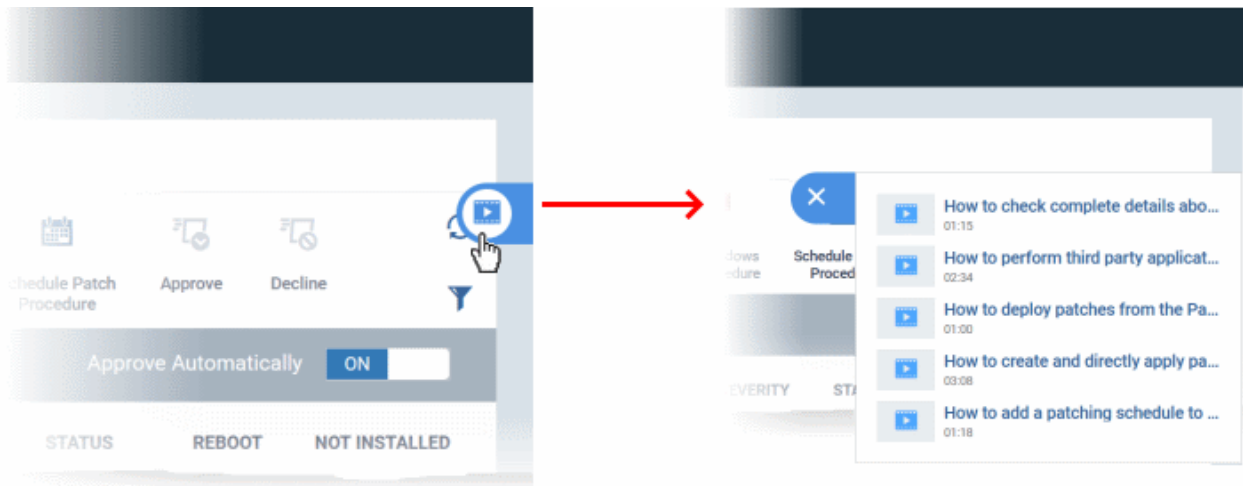 chedule Patch
Procedure
Approve
Decline
Approve Automatically
ON
STATUS
REBOOT
NOT INSTALLED
dows
edure
Schedule
Proced
EVERITY
STA
How to check complete details abo...
01:15
How to perform third party applicat...
02:34
How to deploy patches from the Pa...
01:00
How to create and directly apply pa...
03:08
How to add a patching schedule to ...
01:18